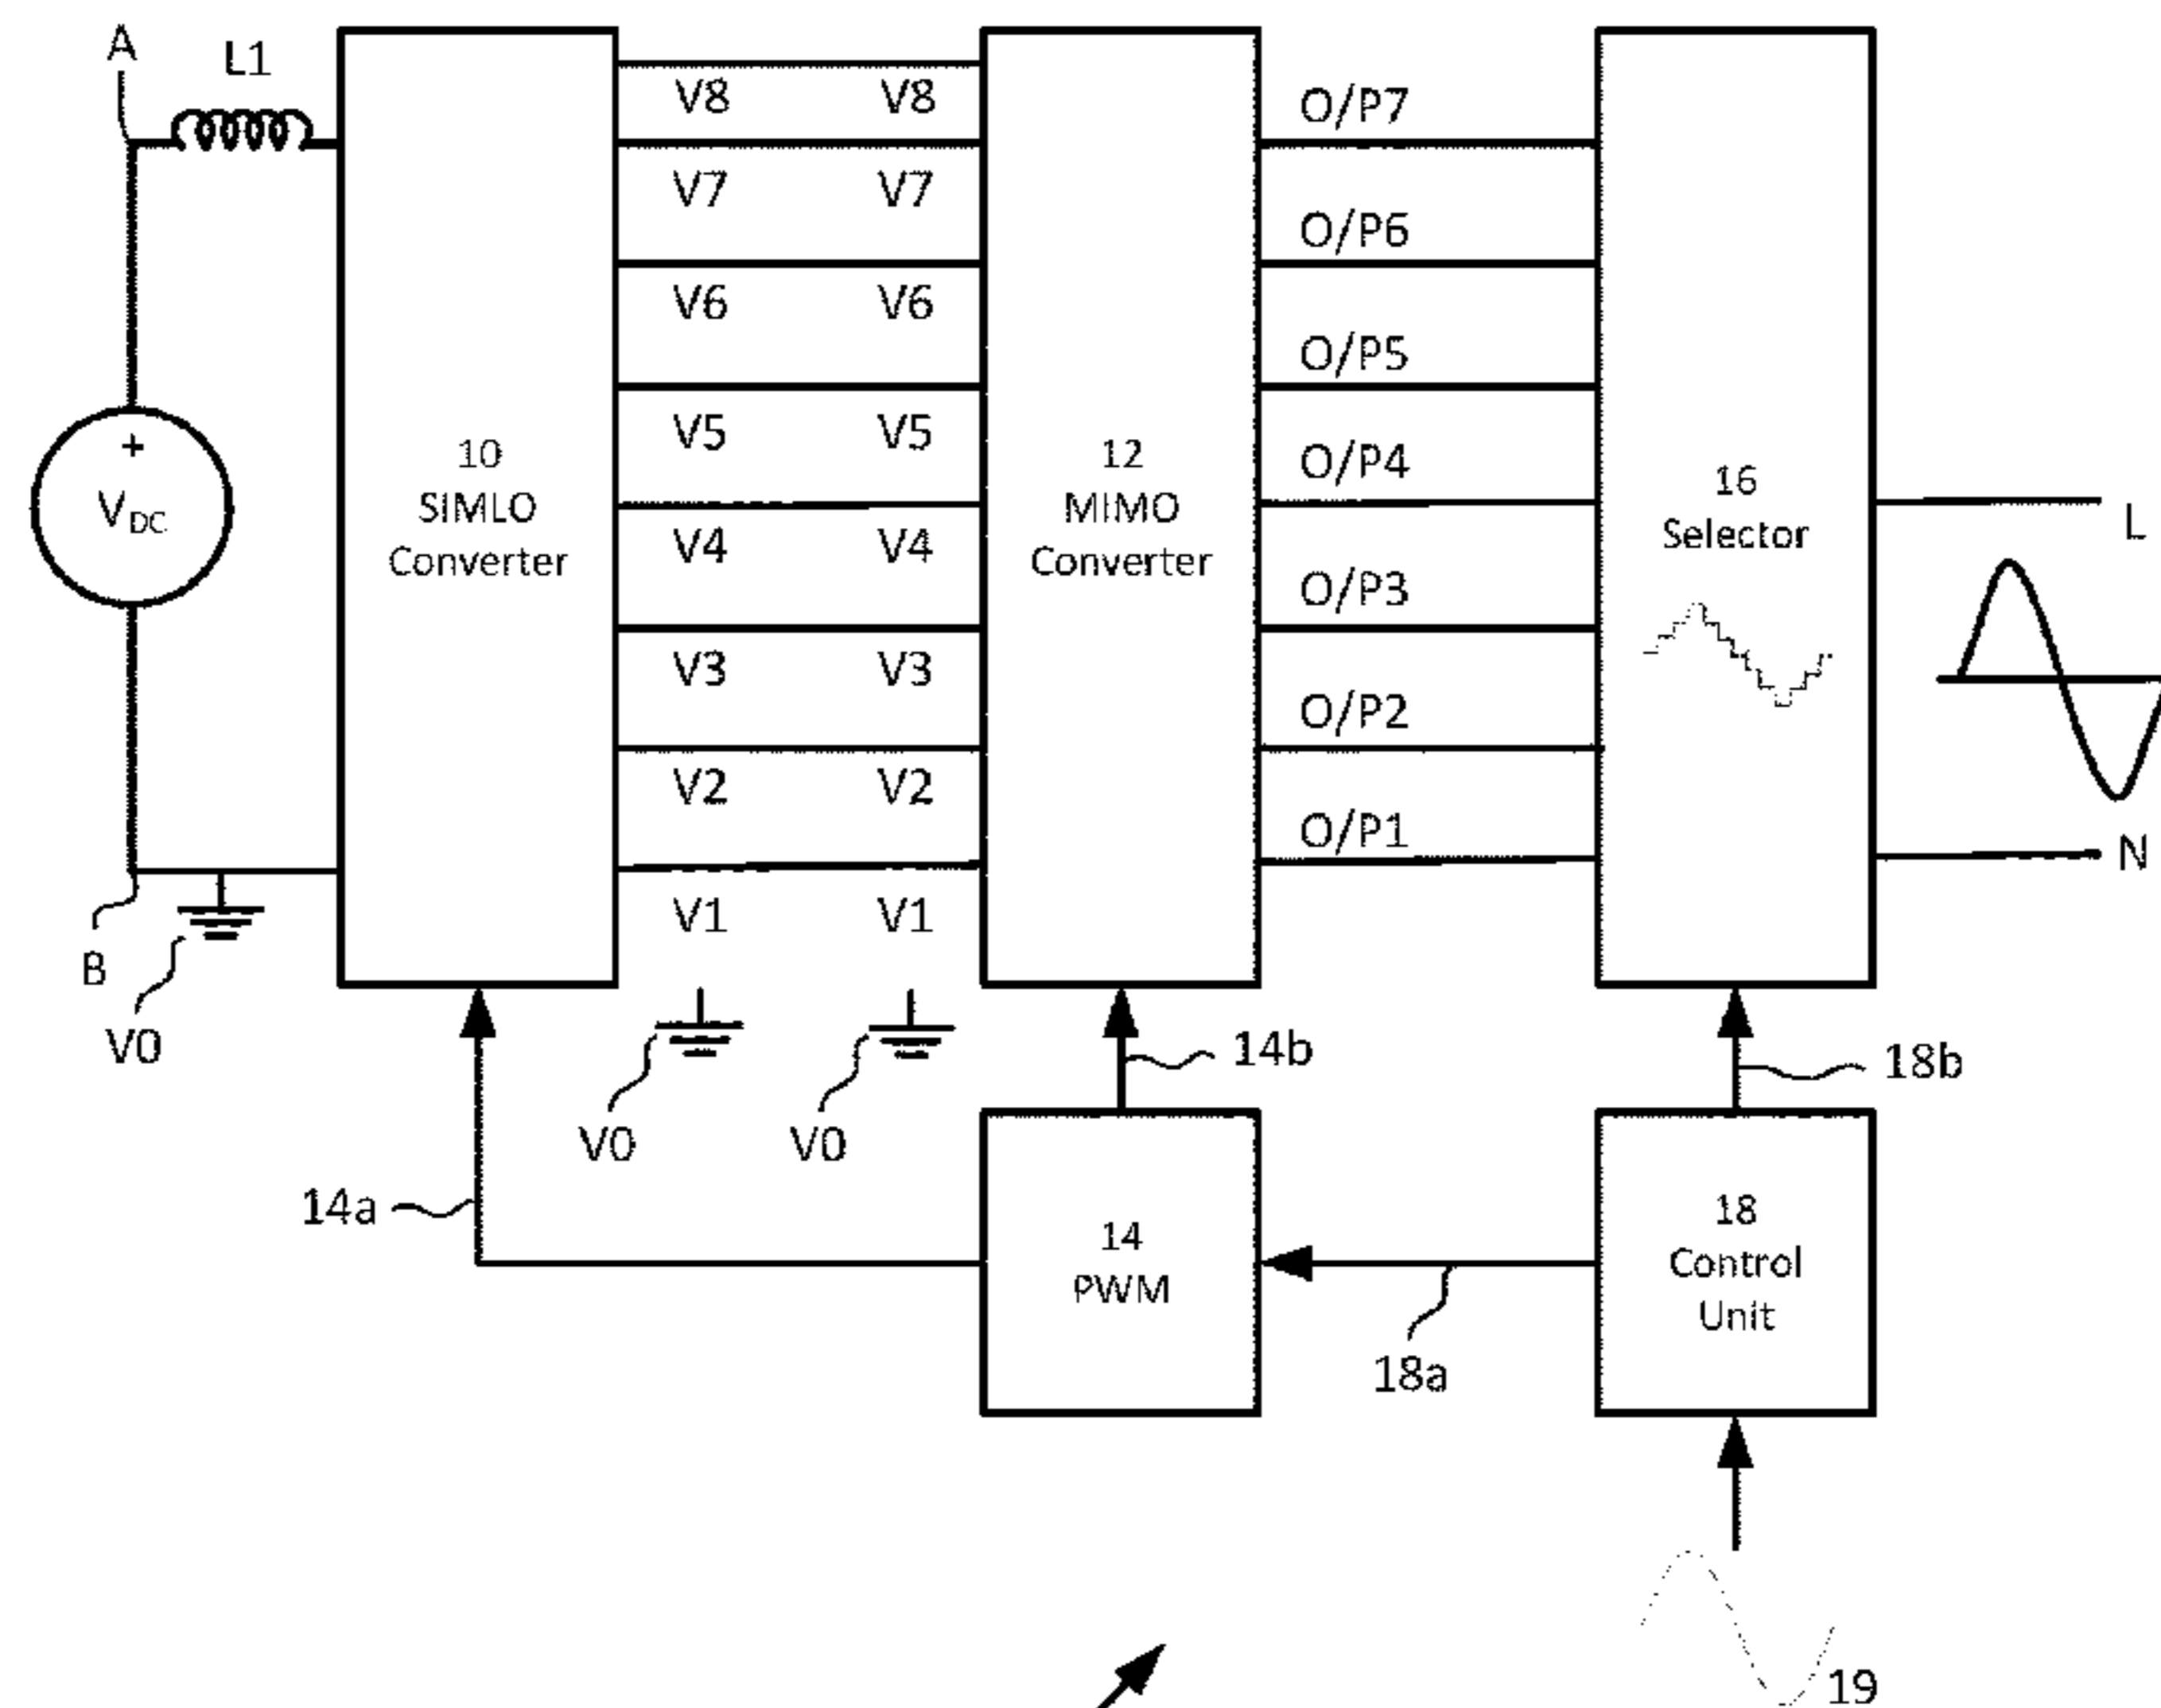 A
L1
V8 V8
O/P7
V7 V7
O/P6
V6 V6
O/P5
+
V5 V5
10
12
O/P4
16
VDC
SIMLO
MIMO
Selector
L
Converter
V4 V4
Converter
O/P3
V3 V3
O/P2
V2 V2
O/P1
N
V1 V1
B
V0
14b
18b
V0
V0
14a
14
PWM
18
Control
Unit
18a
19